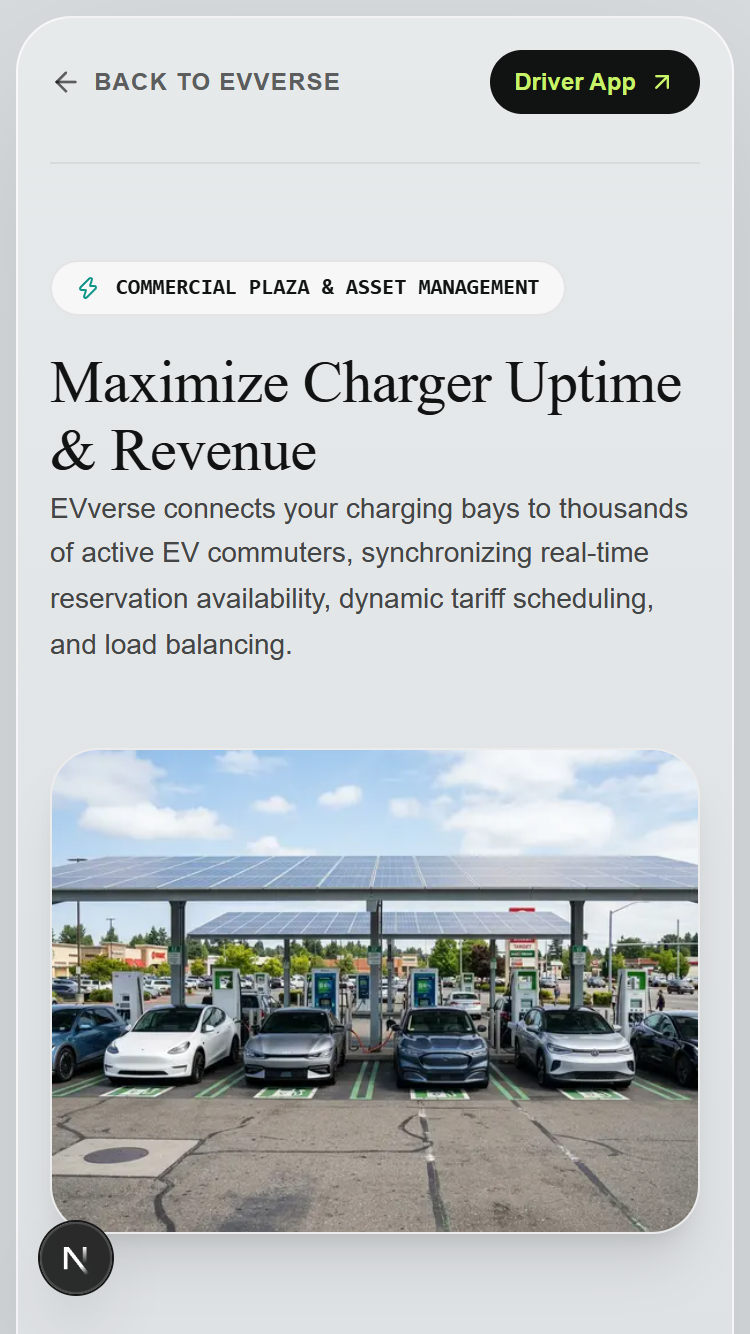 BACK TO EVVERSE
Driver App
COMMERCIAL PLAZA & ASSET MANAGEMENT
Maximize Charger Uptime
& Revenue
EVverse connects your charging bays to thousands
of active EV commuters, synchronizing real-time
reservation availability, dynamic tariff scheduling,
and load balancing.
TARGET
N